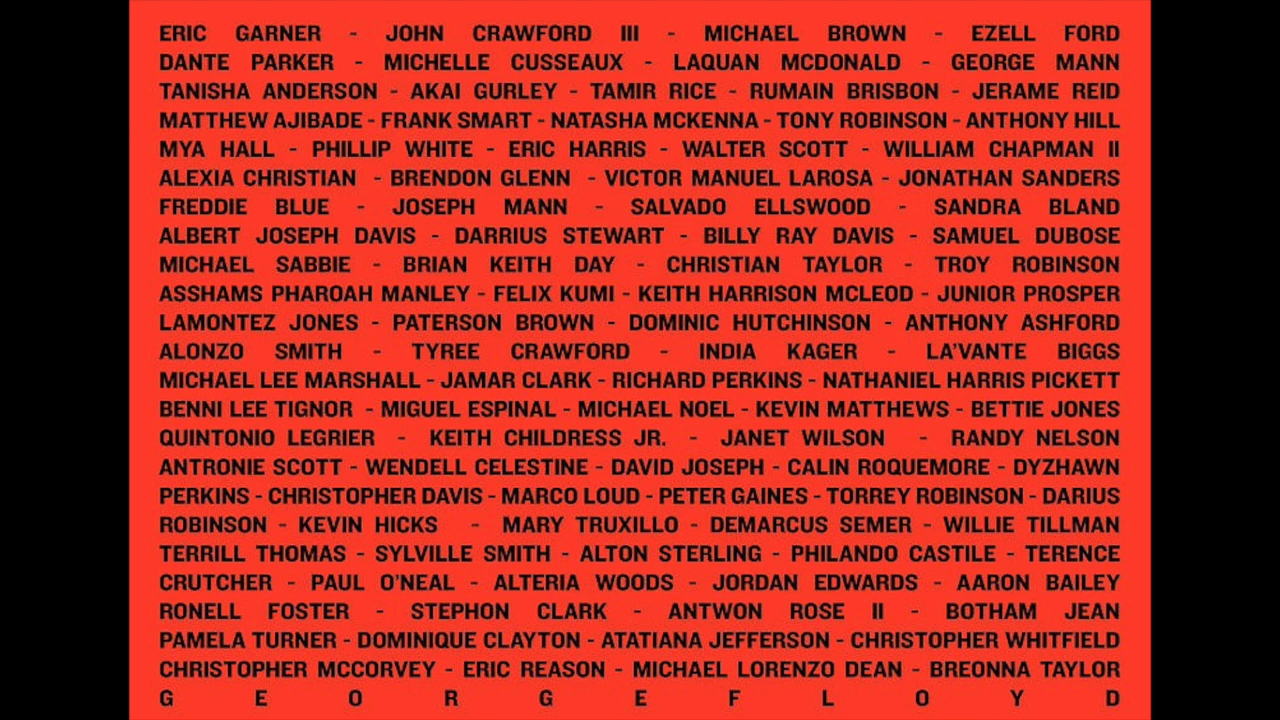 ERIC GARNER - JOHN CRAWFORD III - MICHAEL BROWN - EZELL FORD
DANTE PARKER - MICHELLE CUSSEAUX - LAQUAN MCDONALD - GEORGE MANN
TANISHA ANDERSON - AKAI GURLEY - TAMIR RICE - RUMAIN BRISBON - JERAME REID
MATTHEW AJIBADE - FRANK SMART - NATASHA MCKENNA - TONY ROBINSON - ANTHONY HILL
MYA HALL - PHILLIP WHITE - ERIC HARRIS - WALTER SCOTT - WILLIAM CHAPMAN II
ALEXIA CHRISTIAN - BRENDON GLENN - VICTOR MANUEL LAROSA - JONATHAN SANDERS
FREDDIE BLUE - JOSEPH MANN - SALVADO ELLSWOOD - SANDRA BLAND
ALBERT JOSEPH DAVIS - DARRIUS STEWART - BILLY RAY DAVIS - SAMUEL DUBOSE
MICHAEL SABBIE - BRIAN KEITH DAY - CHRISTIAN TAYLOR - TROY ROBINSON
ASSHAMS PHAROAH MANLEY - FELIX KUMI - KEITH HARRISON MCLEOD - JUNIOR PROSPER
LAMONTEZ JONES - PATERSON BROWN - DOMINIC HUTCHINSON - ANTHONY ASHFORD
ALONZO SMITH - TYREE CRAWFORD - INDIA KAGER - LA'VANTE BIGGS
MICHAEL LEE MARSHALL - JAMAR CLARK - RICHARD PERKINS - NATHANIEL HARRIS PICKETT
BENNI LEE TIGNOR - MIGUEL ESPINAL - MICHAEL NOEL - KEVIN MATTHEWS - BETTIE JONES
QUINTONIO LEGRIER - KEITH CHILDRESS JR. - JANET WILSON - RANDY NELSON
ANTRONIE SCOTT - WENDELL CELESTINE - DAVID JOSEPH - CALIN ROQUEMORE - DYZHAWN
PERKINS - CHRISTOPHER DAVIS - MARCO LOUD - PETER GAINES - TORREY ROBINSON - DARIUS
ROBINSON - KEVIN HICKS - MARY TRUXILLO - DEMARCUS SEMER - WILLIE TILLMAN
TERRILL THOMAS - SYLVILLE SMITH - ALTON STERLING - PHILANDO CASTILE - TERENCE
CRUTCHER - PAUL O'NEAL - ALTERIA WOODS - JORDAN EDWARDS - AARON BAILEY
RONELL FOSTER - STEPHON CLARK - ANTWON ROSE II - BOTHAM JEAN
PAMELA TURNER - DOMINIQUE CLAYTON - ATATIANA JEFFERSON - CHRISTOPHER WHITFIELD
CHRISTOPHER MCCORVEY - ERIC REASON - MICHAEL LORENZO DEAN - BREONNA TAYLOR
G E O R G E F L O Y D